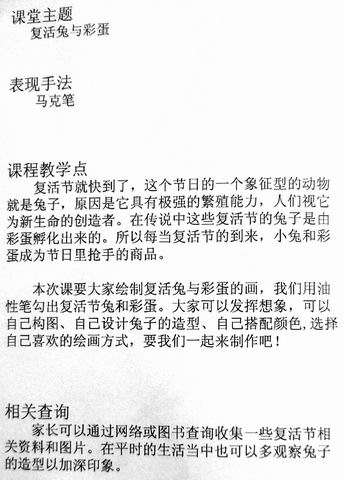 课堂主题
复活兔与彩蛋
表现手法
马克笔
课程教学点
复活节就快到了，这个节日的一个象征型的动物
就是兔子，原因是它具有极强的繁殖能力，人们视它
为新生命的创造者。在传说中这些复活节的兔子是由
彩蛋孵化出来的。所以每当复活节的到来，小兔和彩
蛋成为节日里抢手的商品。
本次课要大家绘制复活兔与彩蛋的画，我们用油
性笔勾出复活节兔和彩蛋。大家可以发挥想象，可以
自己构图、自己设计兔子的造型、自己搭配颜色,选择
自己喜欢的绘画方式，要我们一起来制作吧！
相关查询
家长可以通过网络或图书查询收集一些复活节相
关资料和图片。在平时的生活当中也可以多观察兔子
的造型以加深印象。